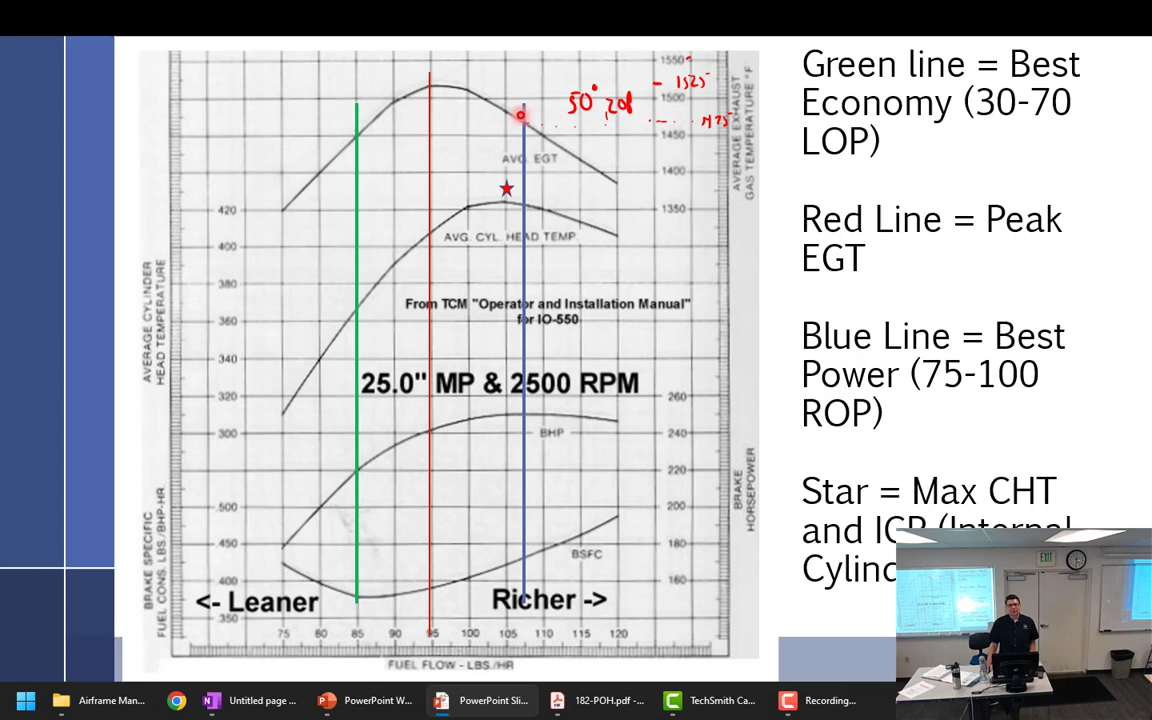 Green line = Best
Economy (30-70
LOP)
Red Line = Peak
EGT
Blue Line = Best
Power (75-100
ROP)
Star = Max CHT
and ICP (Internal
1550
1525
1500
50° 
1475
1450
1400
1350
AVERAGE EXHAUST
GAS TEMPERATURE °F
AVG. EGT
AVG. CYL. HEAD TEMP.
420
400
380
360
340
320
300
AVERAGE CYLINDER
HEAD TEMPERATURE
From TCM "Operator and Installation Manual"
for IO-550
25.0" MP & 2500 RPM
260
240
220
200
180
160
BRAKE
HORSEPOWER
BHP
BSFC
.500
.450
.400
.350
BRAKE SPECIFIC
FUEL CONS. LBS./BHP-HR
<- Leaner
Richer ->
75 80 85 90 95 100 105 110 115 120
FUEL FLOW - LBS./HR
EXIT
Airframe Man...
Untitled page ...
PowerPoint W...
PowerPoint Sli...
182-POH.pdf -...
TechSmith Ca...
Recording...